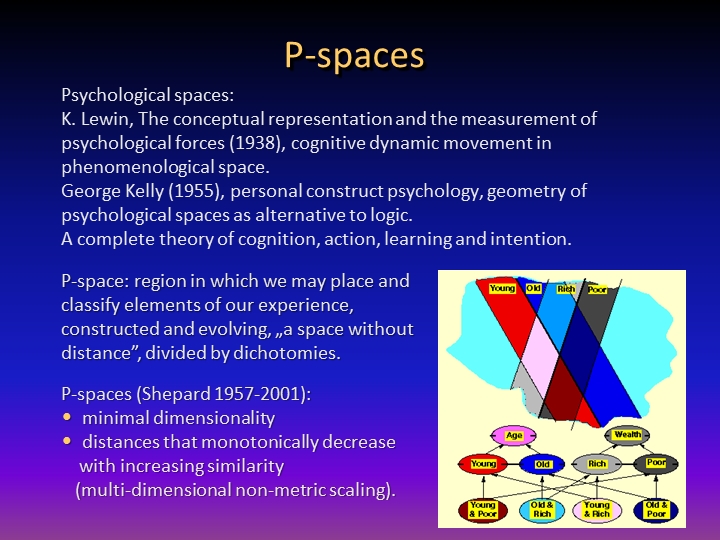 P-spaces
Psychological spaces:
K. Lewin, The conceptual representation and the measurement of
psychological forces (1938), cognitive dynamic movement in
phenomenological space.
George Kelly (1955), personal construct psychology, geometry of
psychological spaces as alternative to logic.
A complete theory of cognition, action, learning and intention.
P-space: region in which we may place and
classify elements of our experience,
constructed and evolving, „a space without
distance”, divided by dichotomies.
P-spaces (Shepard 1957-2001):
• minimal dimensionality
• distances that monotonically decrease
with increasing similarity
(multi-dimensional non-metric scaling).
Young Old Rich Poor
Age Wealth
Young Old Rich Poor
Young & Poor Old & Rich Young & Rich Old & Poor